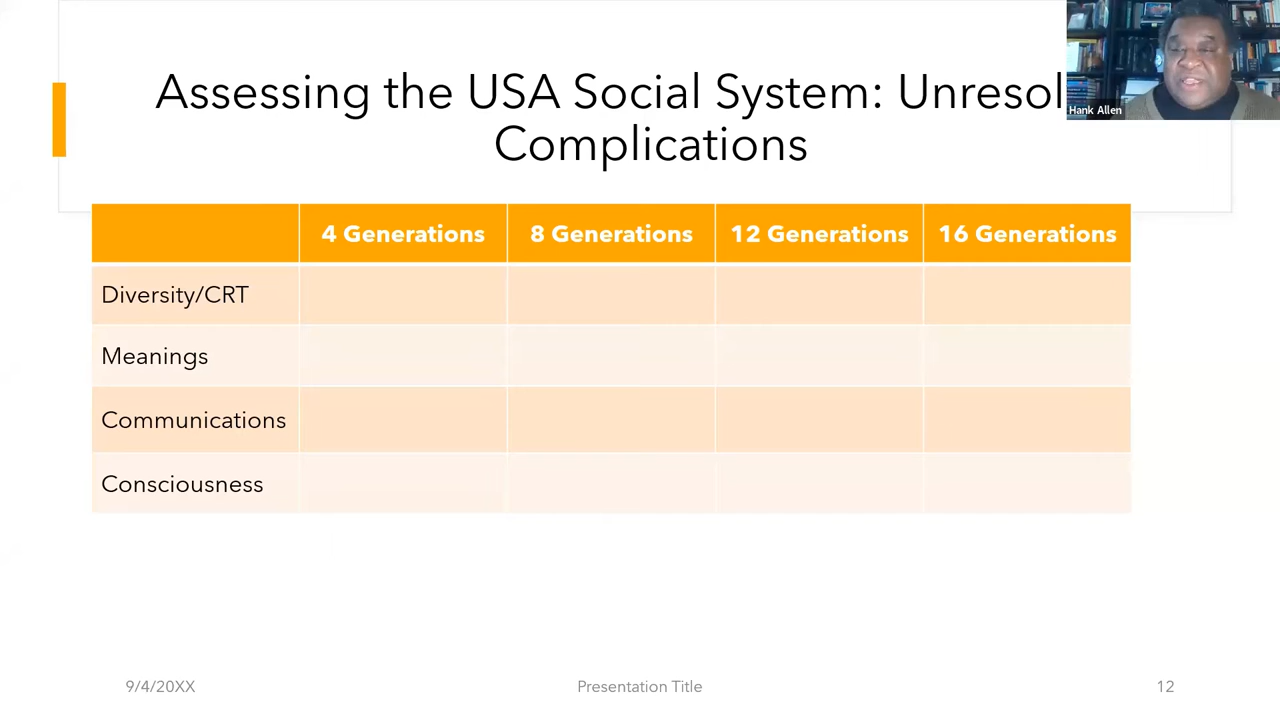 Assessing the USA Social System: Unresol
Complications
Hank Allen
4 Generations 8 Generations 12 Generations 16 Generations
Diversity/CRT
Meanings
Communications
Consciousness
9/4/20XX Presentation Title 12